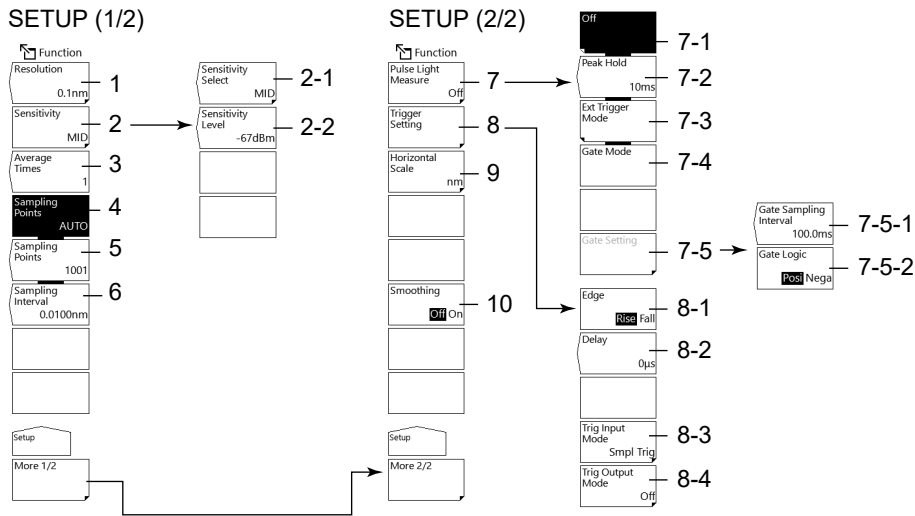 SETUP (1/2)
Function
Resolution
0.1nm
1
Sensitivity
MID
2
Average
Times
1
3
Sampling
Points
AUTO
4
Sampling
Points
1001
5
Sampling
Interval
0.0100nm
6
Setup
More 1/2
Sensitivity
Select
MID
2-1
Sensitivity
Level
-67dBm
2-2
SETUP (2/2)
Function
Pulse Light
Measure
Off
7
Trigger
Setting
8
Horizontal
Scale
nm
9
Smoothing
Off On
10
Setup
More 2/2
Off
7-1
Peak Hold
10ms
7-2
Ext Trigger
Mode
7-3
Gate Mode
7-4
Gate Setting
7-5
Gate Sampling
Interval
100.0ms
7-5-1
Gate Logic
Posi Nega
7-5-2
Edge
Rise Fall
8-1
Delay
0µs
8-2
Trig Input
Mode
Smpl Trig
8-3
Trig Output
Mode
Off
8-4